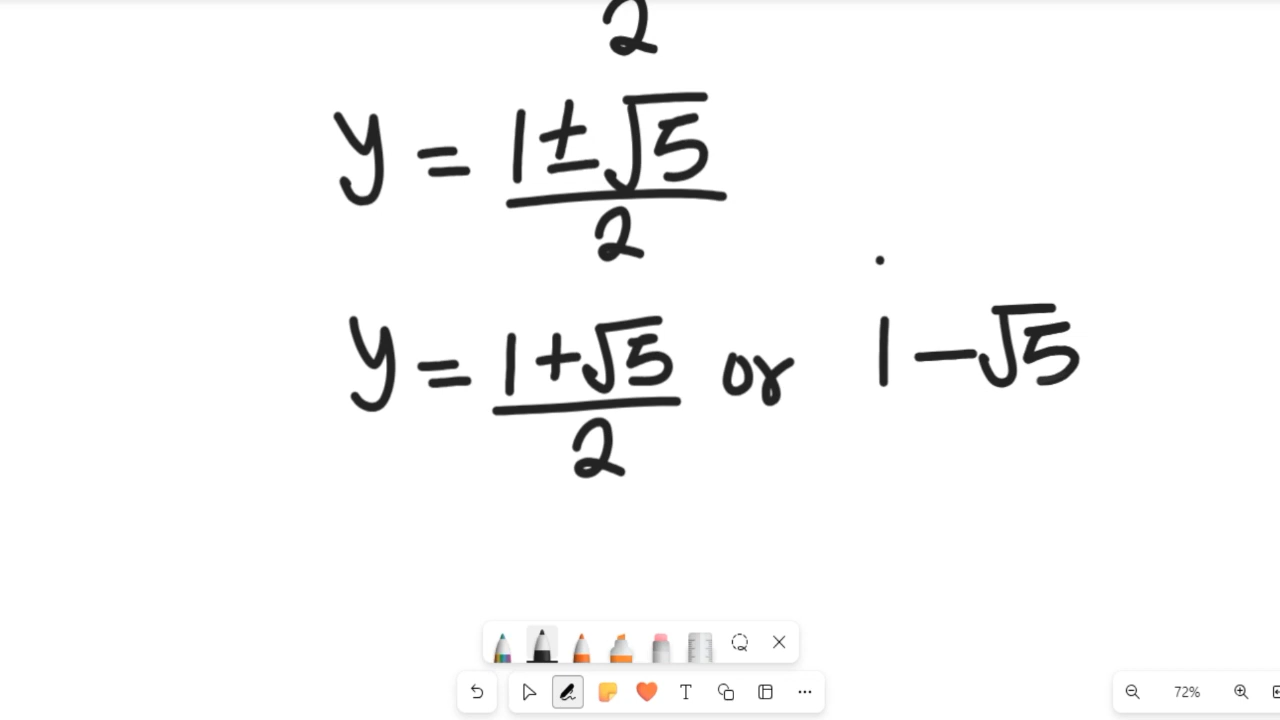 2
y = (1 ± √5) / 2
y = (1 + √5) / 2 or 1 − √5
T
72%